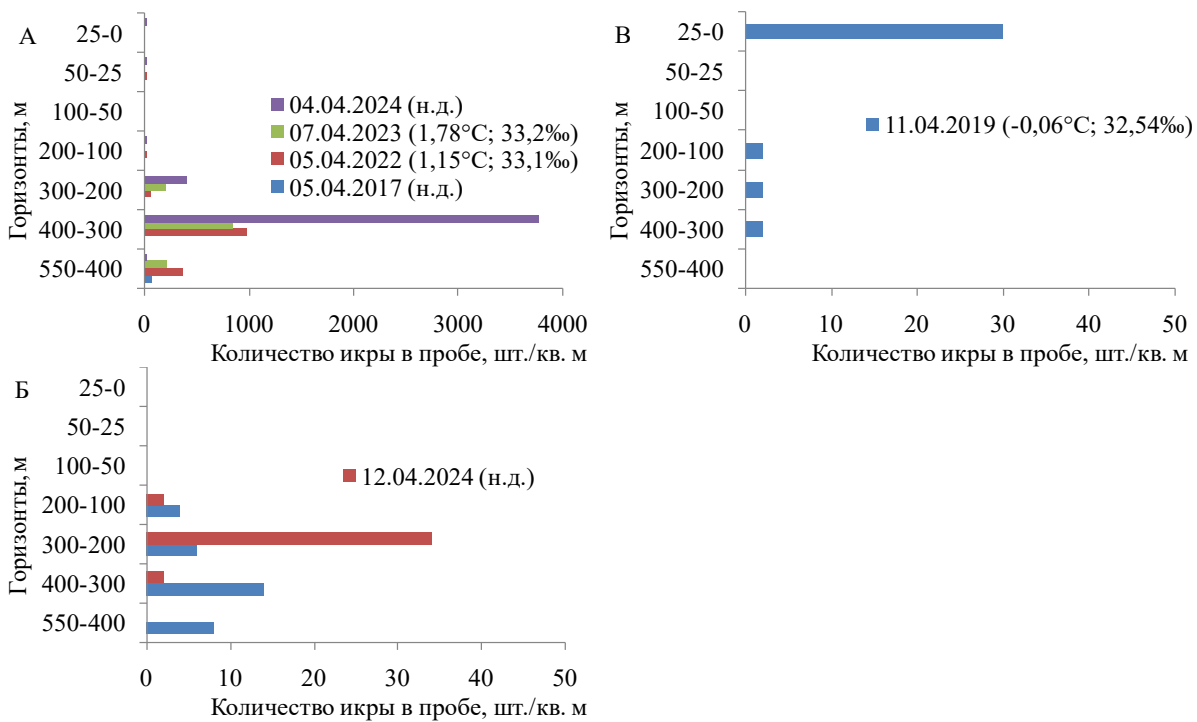 А
25-0
50-25
100-50
200-100
300-200
400-300
550-400
Горизонты, м
04.04.2024 (н.д.)
07.04.2023 (1,78°C; 33,2‰)
05.04.2022 (1,15°C; 33,1‰)
05.04.2017 (н.д.)
0 1000 2000 3000 4000
Количество икры в пробе, шт./кв. м
В
25-0
50-25
100-50
200-100
300-200
400-300
550-400
Горизонты, м
11.04.2019 (-0,06°C; 32,54‰)
0 10 20 30 40 50
Количество икры в пробе, шт./кв. м
Б
25-0
50-25
100-50
200-100
300-200
400-300
550-400
Горизонты, м
12.04.2024 (н.д.)
0 10 20 30 40 50
Количество икры в пробе, шт./кв. м